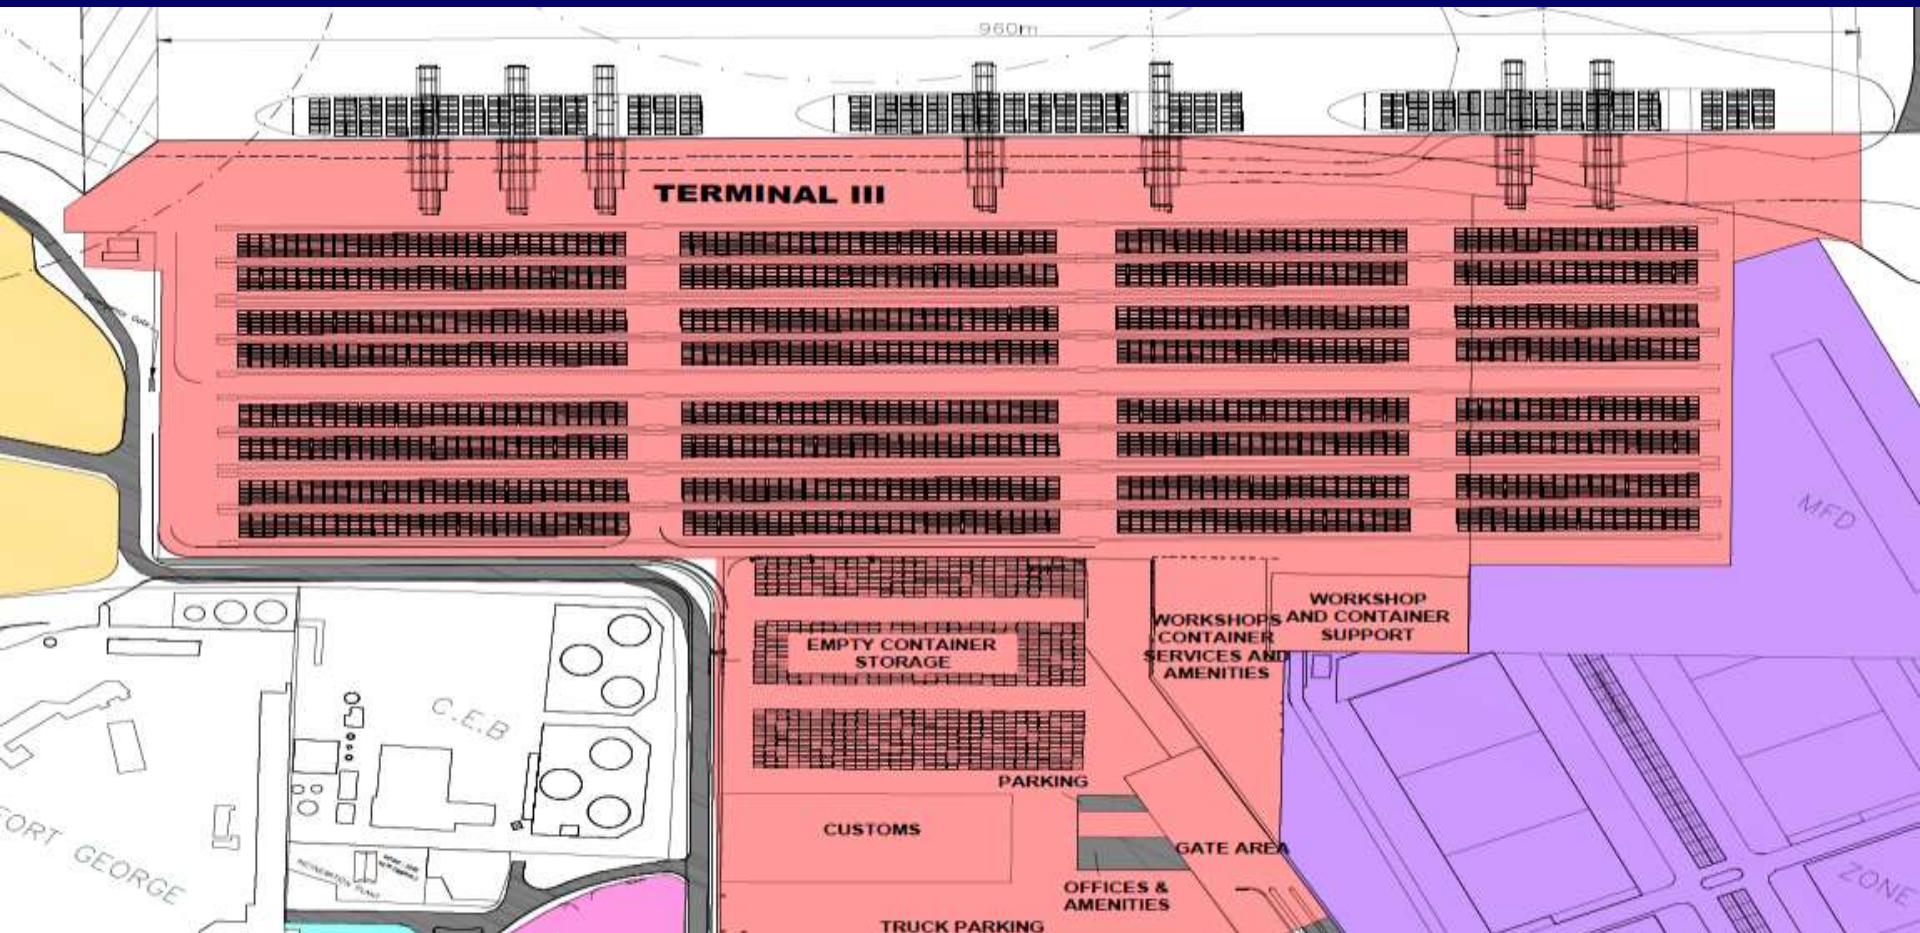 960m
TERMINAL III
MFD
WORKSHOP
AND CONTAINER
SUPPORT
WORKSHOPS
CONTAINER
SERVICES AND
AMENITIES
EMPTY CONTAINER
STORAGE
C.E.B
PARKING
CUSTOMS
GATE AREA
FORT GEORGE
ZONE
OFFICES &
AMENITIES
TRUCK PARKING